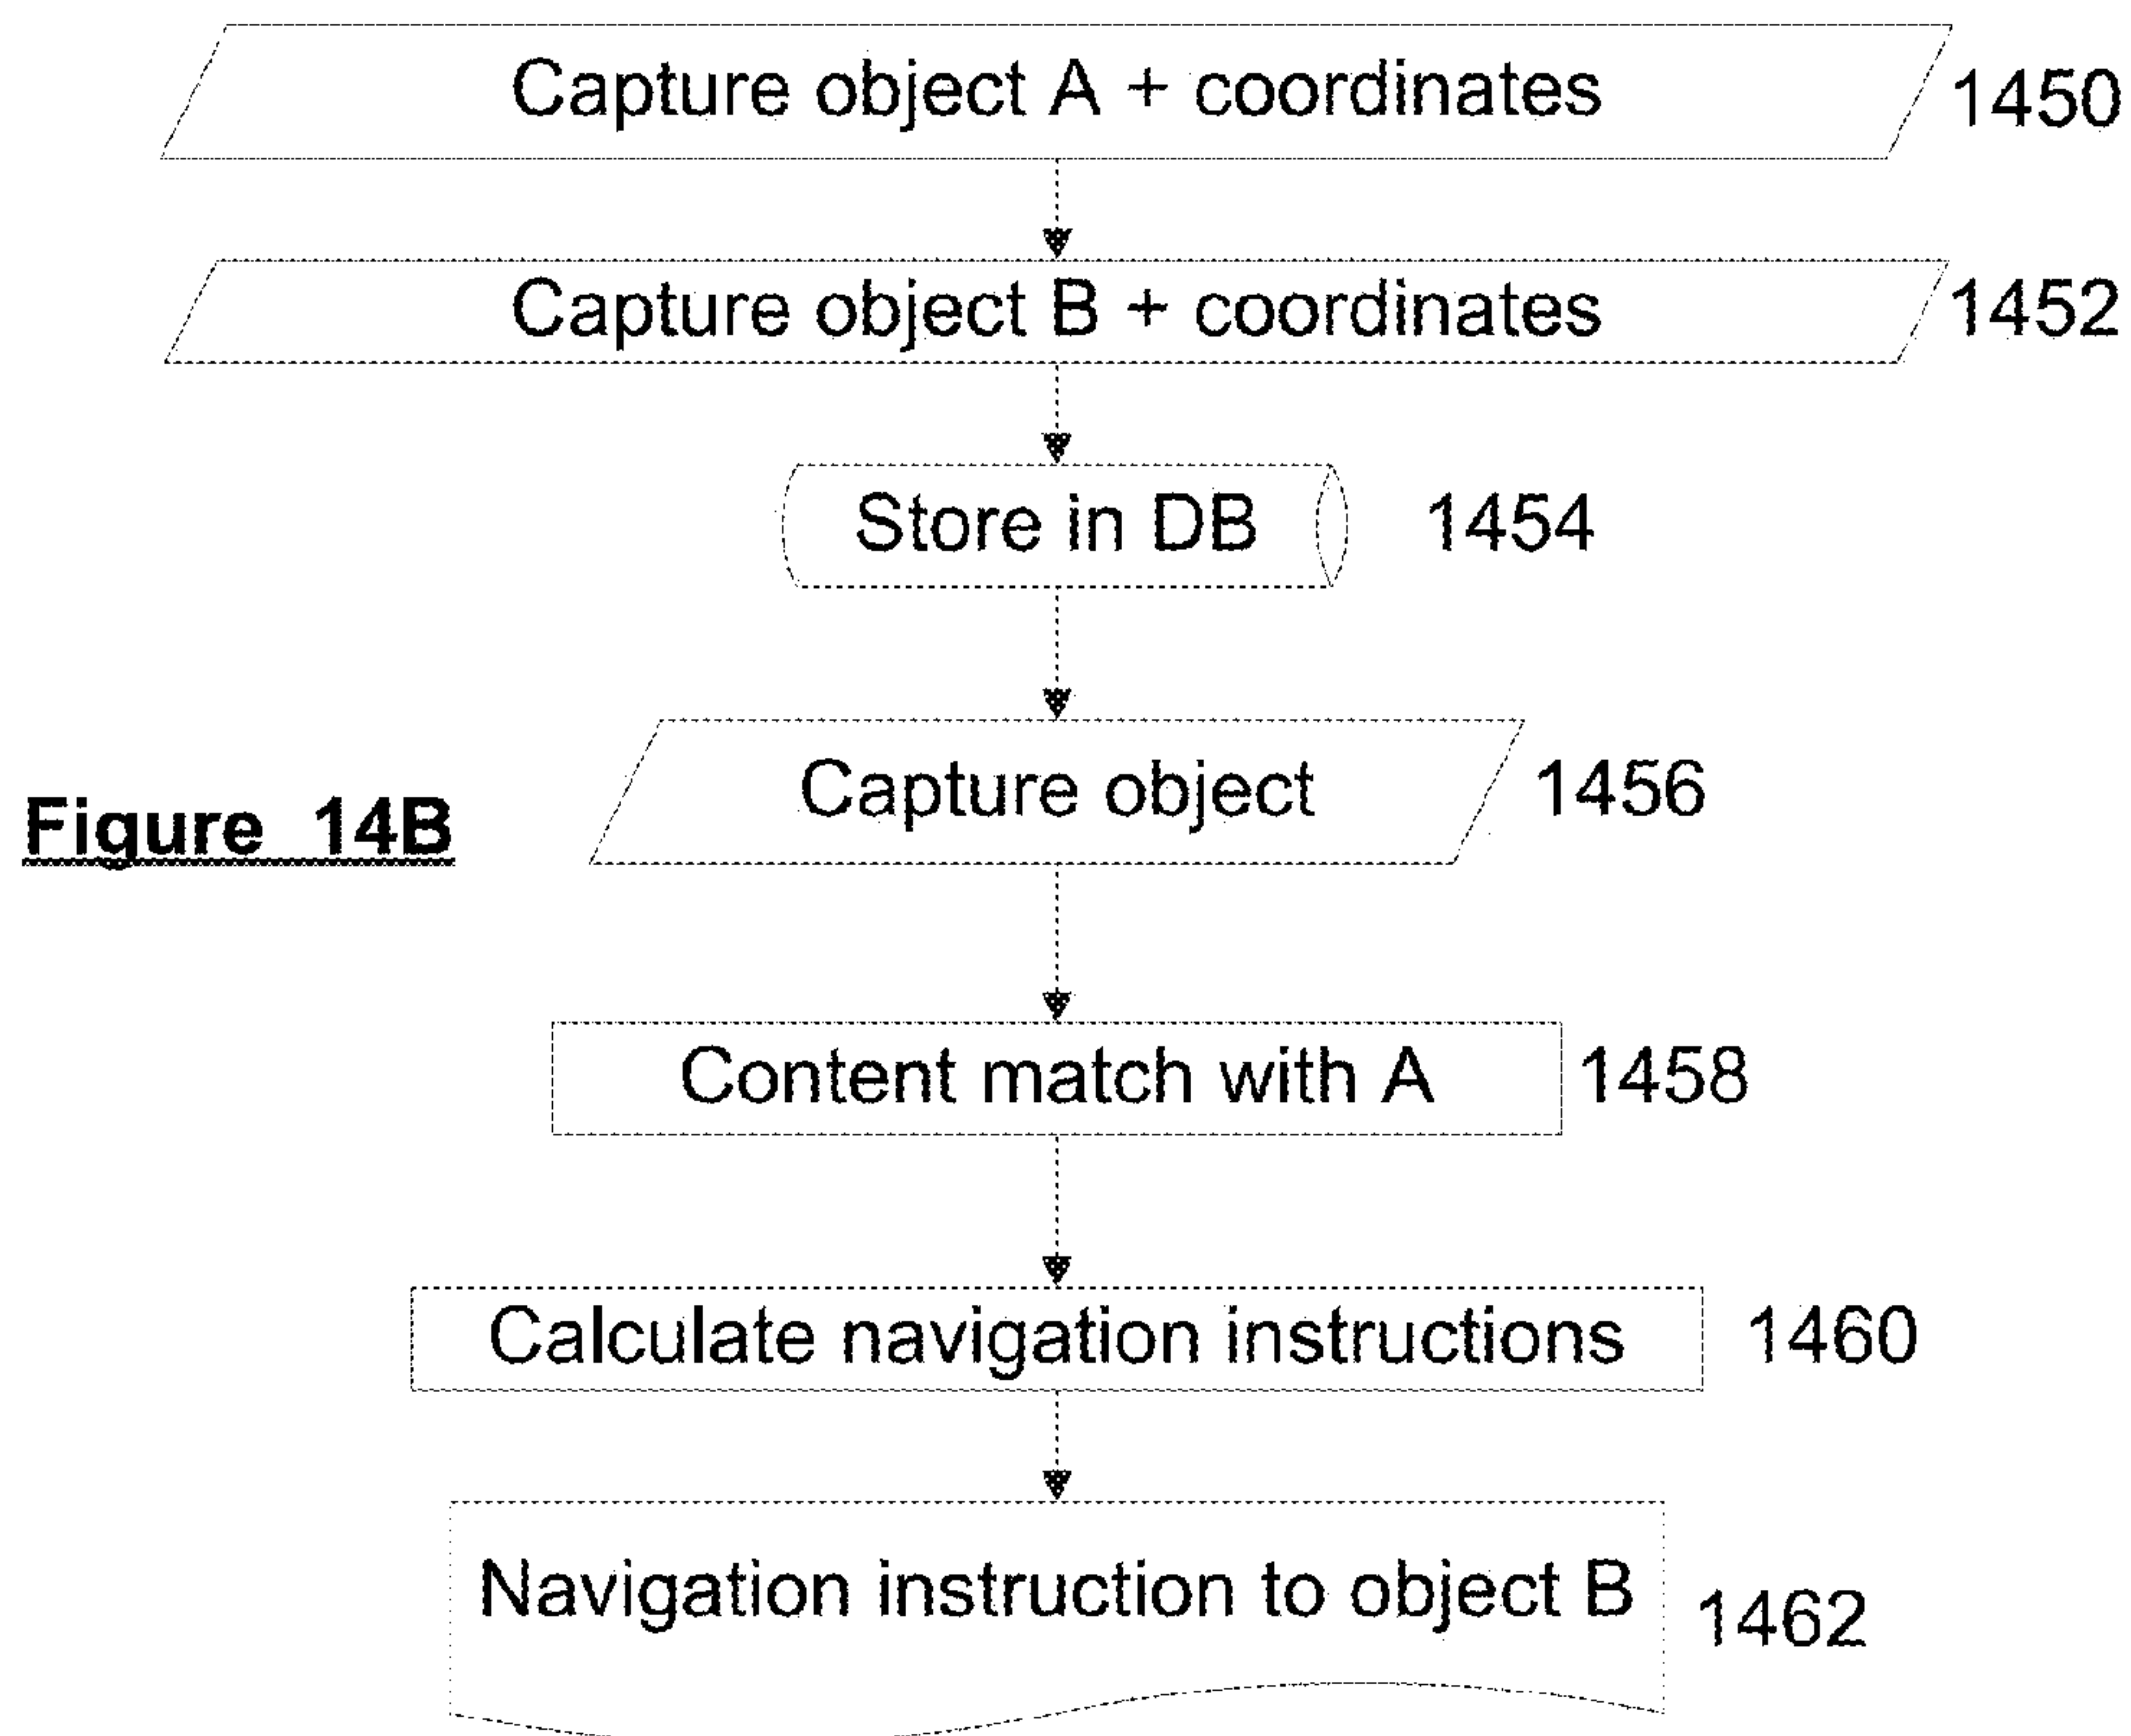 Capture object A + coordinates 1450
Capture object B + coordinates 1452
Store in DB 1454
Capture object 1456
Figure 14B
Content match with A 1458
Calculate navigation instructions 1460
Navigation instruction to object B 1462